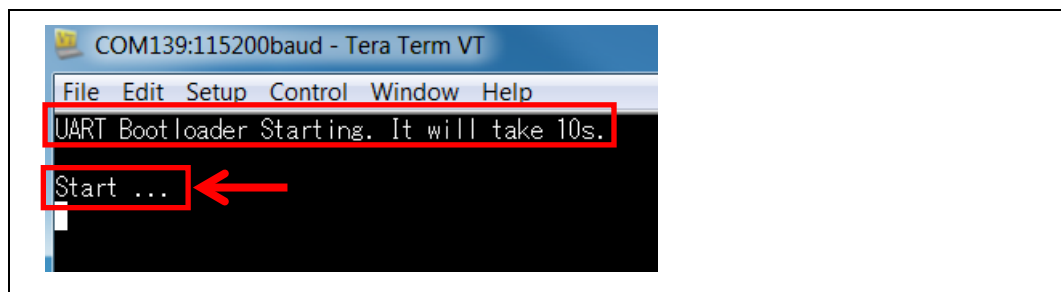 COM139:115200baud - Tera Term VT
File Edit Setup Control Window Help
UART Bootloader Starting. It will take 10s.
Start ...